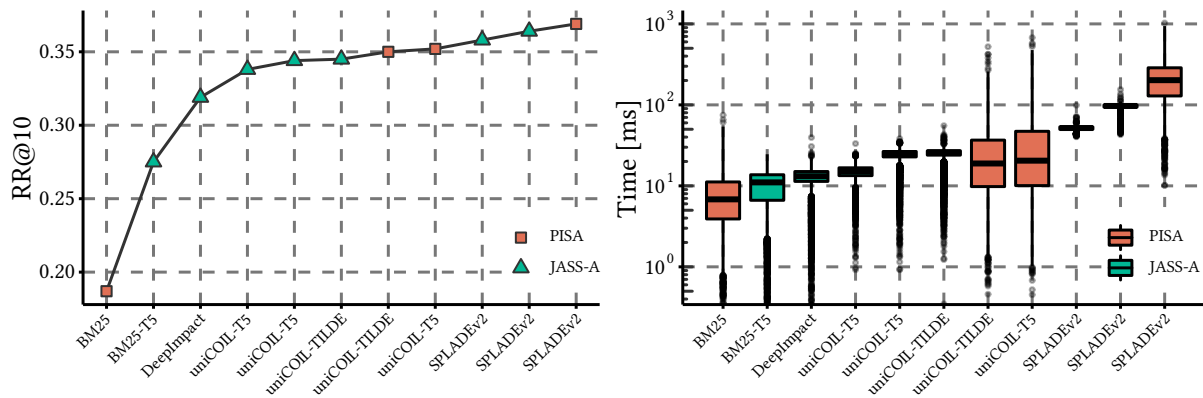 RR@10
0.35
0.30
0.25
0.20
PISA
JASS-A
BM25
BM25-T5
DeepImpact
uniCOIL-T5
uniCOIL-T5
uniCOIL-TILDE
uniCOIL-TILDE
uniCOIL-T5
SPLADEv2
SPLADEv2
SPLADEv2
Time [ms]
10³
10²
10¹
10⁰
PISA
JASS-A
BM25
BM25-T5
DeepImpact
uniCOIL-T5
uniCOIL-T5
uniCOIL-TILDE
uniCOIL-TILDE
uniCOIL-T5
SPLADEv2
SPLADEv2
SPLADEv2